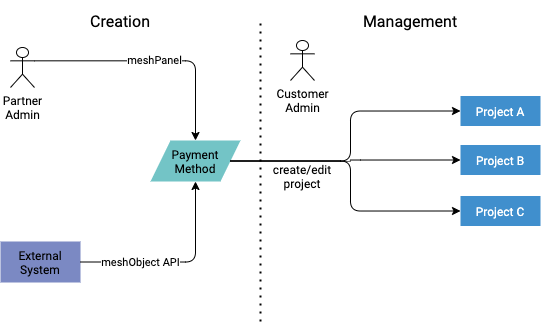 Creation
Management
meshPanel
Partner
Admin
Customer
Admin
Project A
Payment
Method
Project B
create/edit
project
Project C
External
System
meshObject API